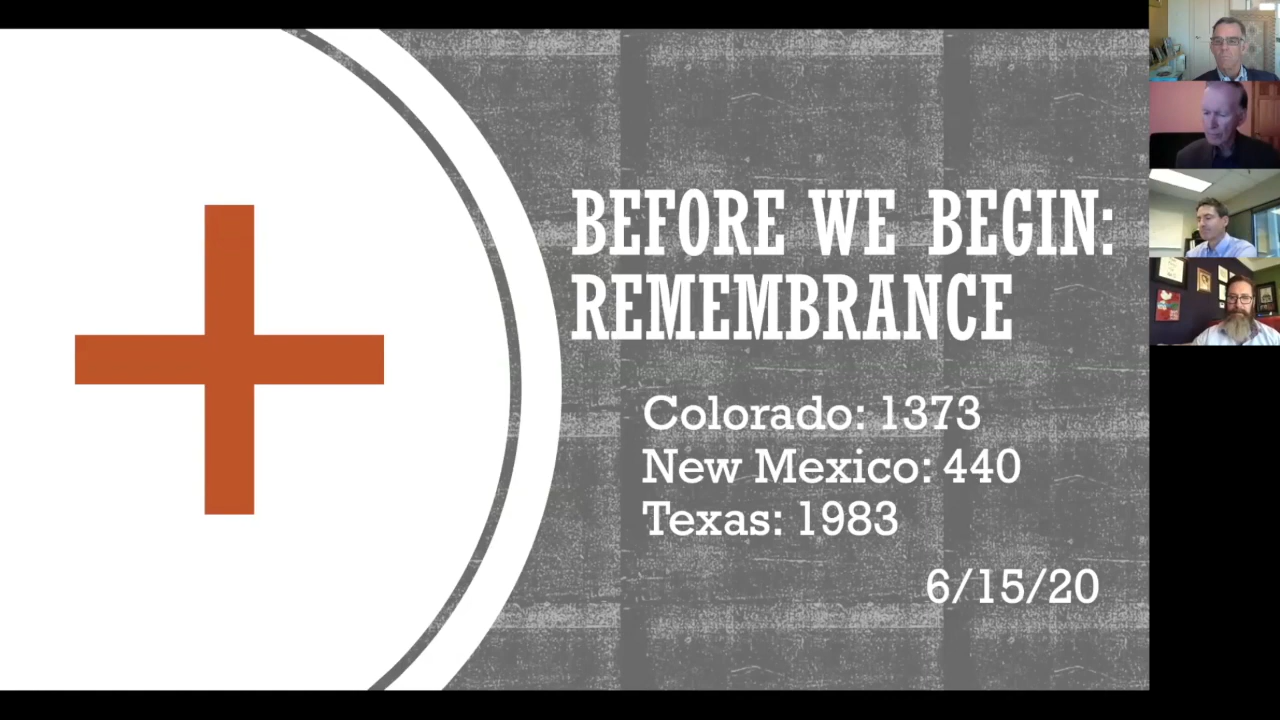 BEFORE WE BEGIN:
REMEMBRANCE
Colorado: 1373
New Mexico: 440
Texas: 1983
6/15/20